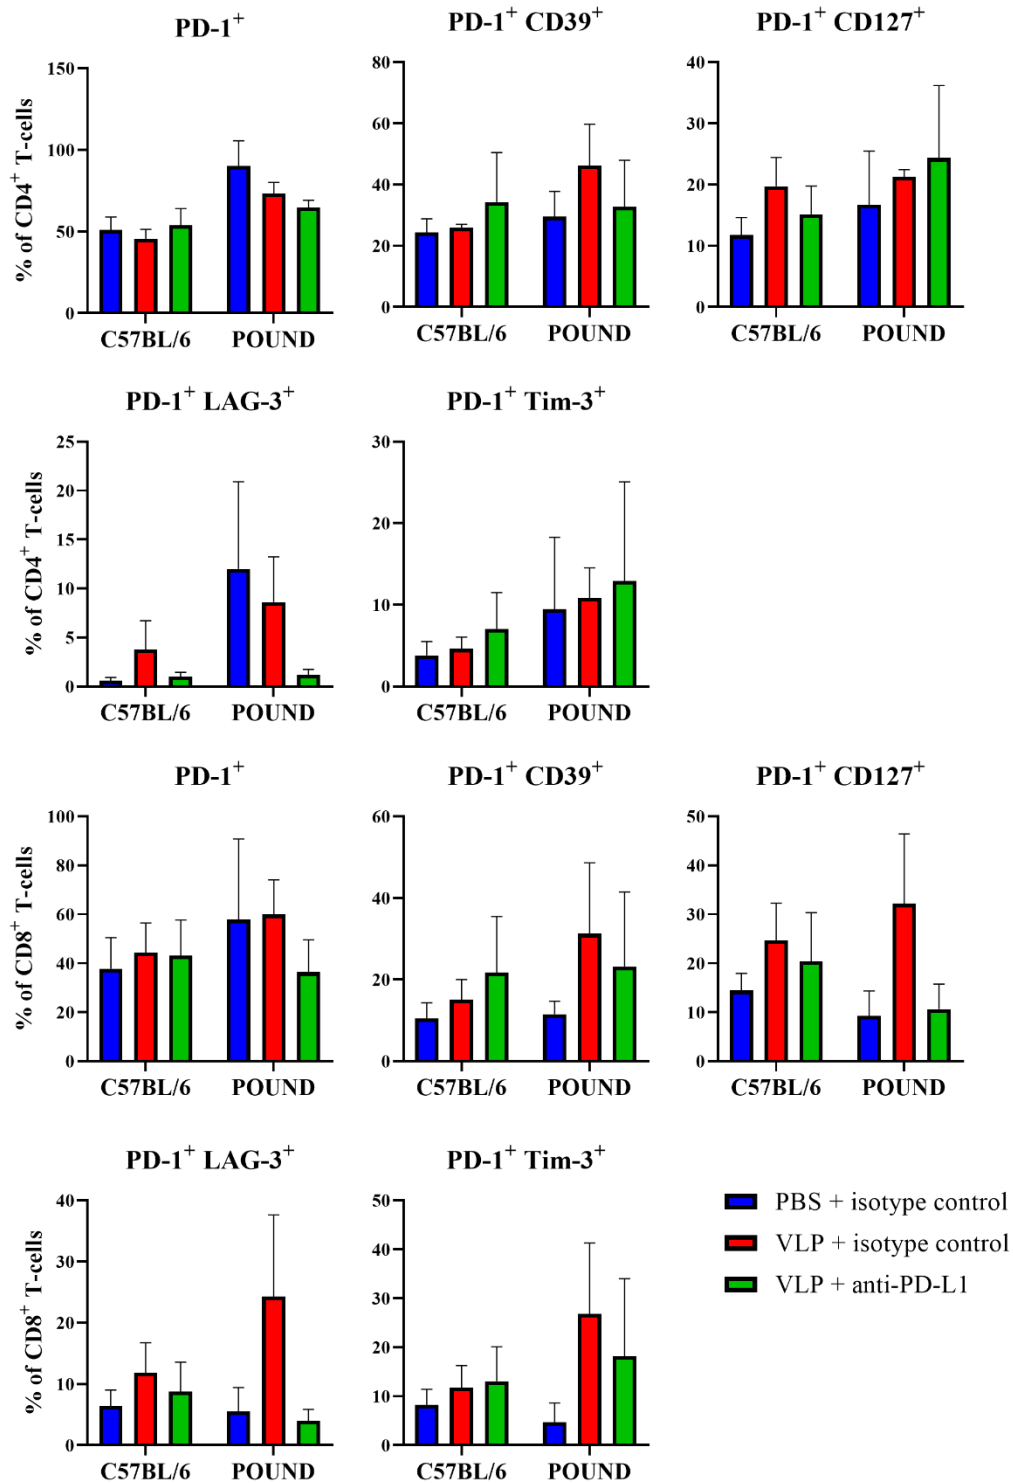 PD-1⁺
PD-1⁺ CD39⁺
PD-1⁺ CD127⁺
% of CD4⁺ T-cells
150
100
50
0
C57BL/6 POUND
80
60
40
20
0
C57BL/6 POUND
40
30
20
10
0
C57BL/6 POUND
PD-1⁺ LAG-3⁺
PD-1⁺ Tim-3⁺
% of CD4⁺ T-cells
25
20
15
10
5
0
C57BL/6 POUND
30
20
10
0
C57BL/6 POUND
PD-1⁺
PD-1⁺ CD39⁺
PD-1⁺ CD127⁺
% of CD8⁺ T-cells
100
80
60
40
20
0
C57BL/6 POUND
60
40
20
0
C57BL/6 POUND
50
40
30
20
10
0
C57BL/6 POUND
PD-1⁺ LAG-3⁺
PD-1⁺ Tim-3⁺
% of CD8⁺ T-cells
40
30
20
10
0
C57BL/6 POUND
50
40
30
20
10
0
C57BL/6 POUND
PBS + isotype control
VLP + isotype control
VLP + anti-PD-L1